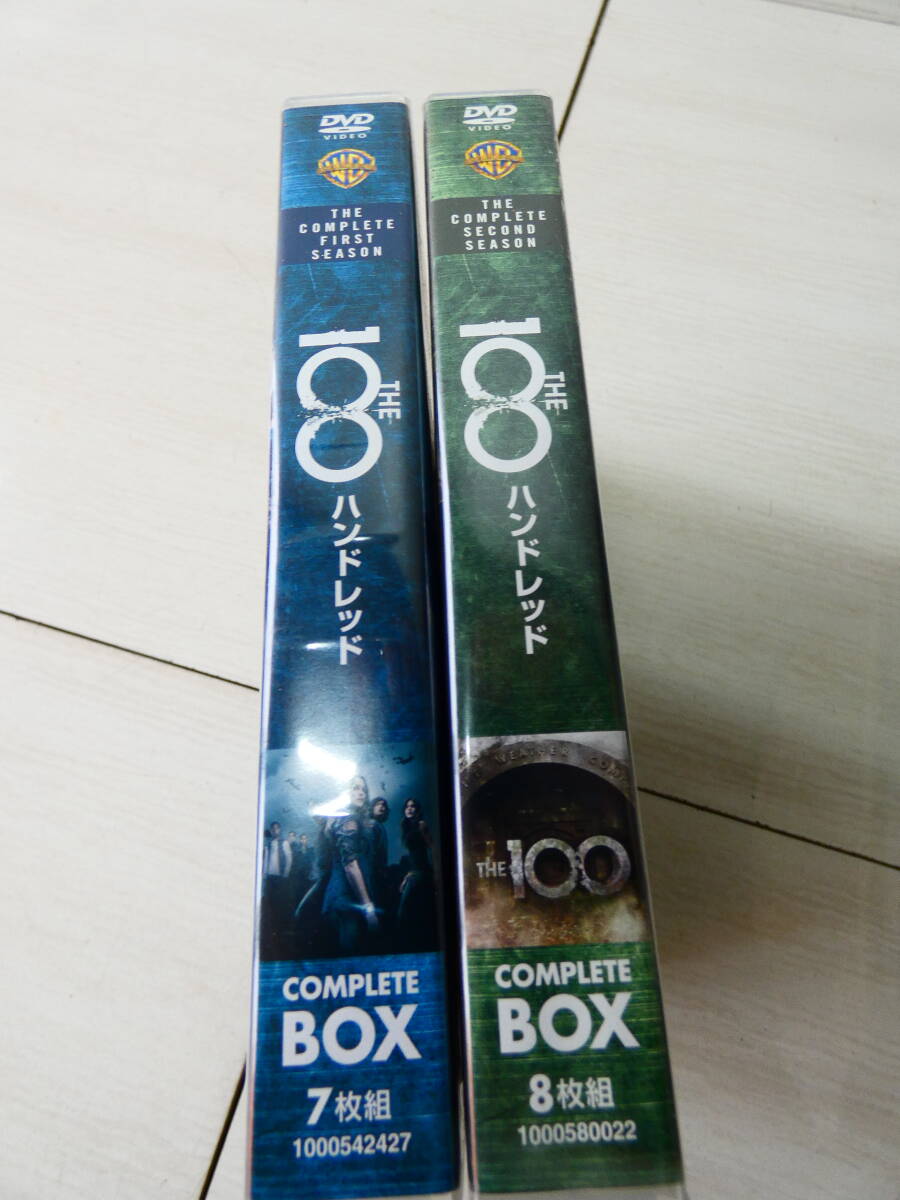 DVD
VIDEO
WB
THE
COMPLETE
FIRST
SEASON
THE
100
ハンドレッド
COMPLETE
BOX
7枚組
1000542427
DVD
VIDEO
WB
THE
COMPLETE
SECOND
SEASON
THE
100
ハンドレッド
WEATHER
THE 100
COMPLETE
BOX
8枚組
1000580022